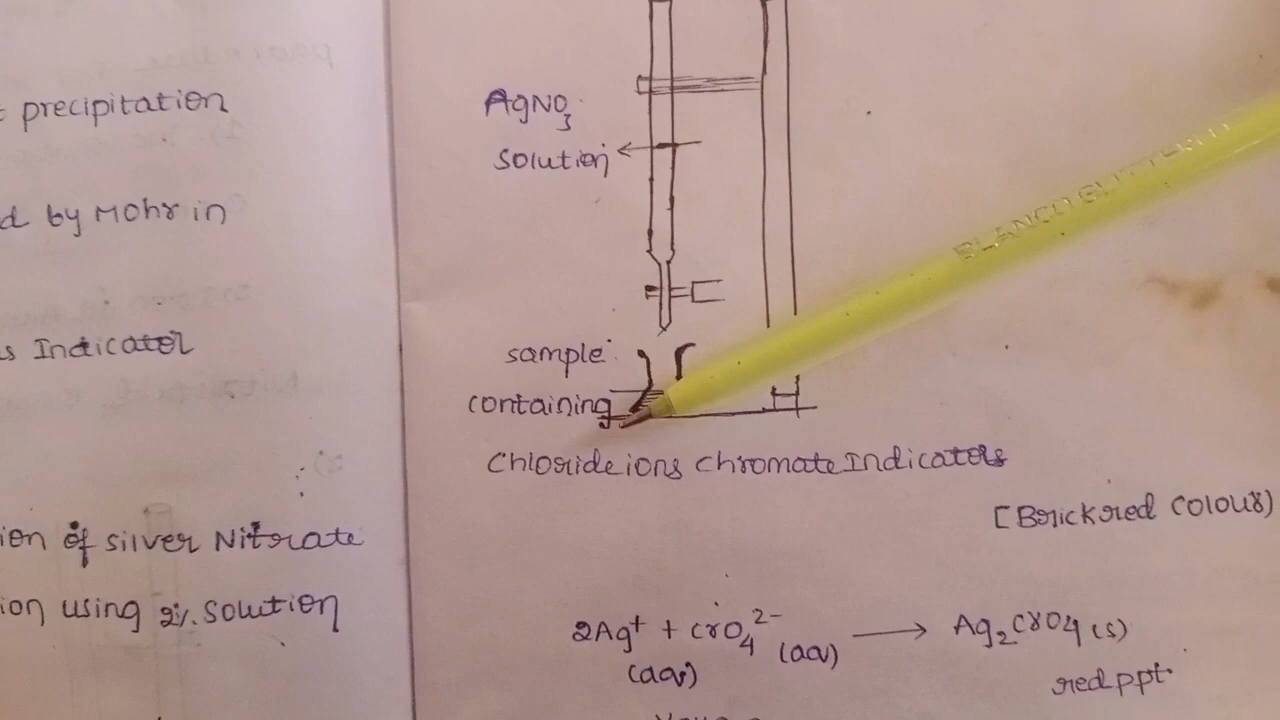 precipitation
d by Mohr in
s Indicator
ion of silver Nitrate
ion using 2%. solution
AgNO3
solution
sample
containing
Chloride ions Chromate Indicators
[Brickred Colour)
2Ag+ + CrO4 2- (aq) → Ag2CrO4 (s)
(aq)
red ppt.